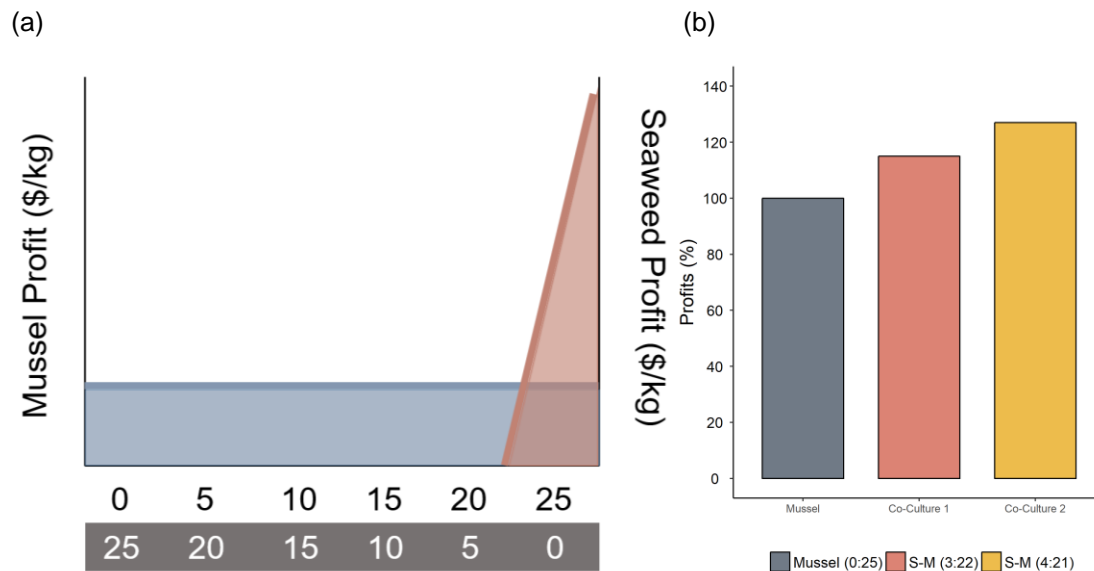 (a)
Mussel Profit ($/kg)
Seaweed Profit ($/kg)
0 5 10 15 20 25
25 20 15 10 5 0
(b)
Profits (%)
140
120
100
80
60
40
20
0
Mussel Co-Culture 1 Co-Culture 2
Mussel (0:25) S-M (3:22) S-M (4:21)